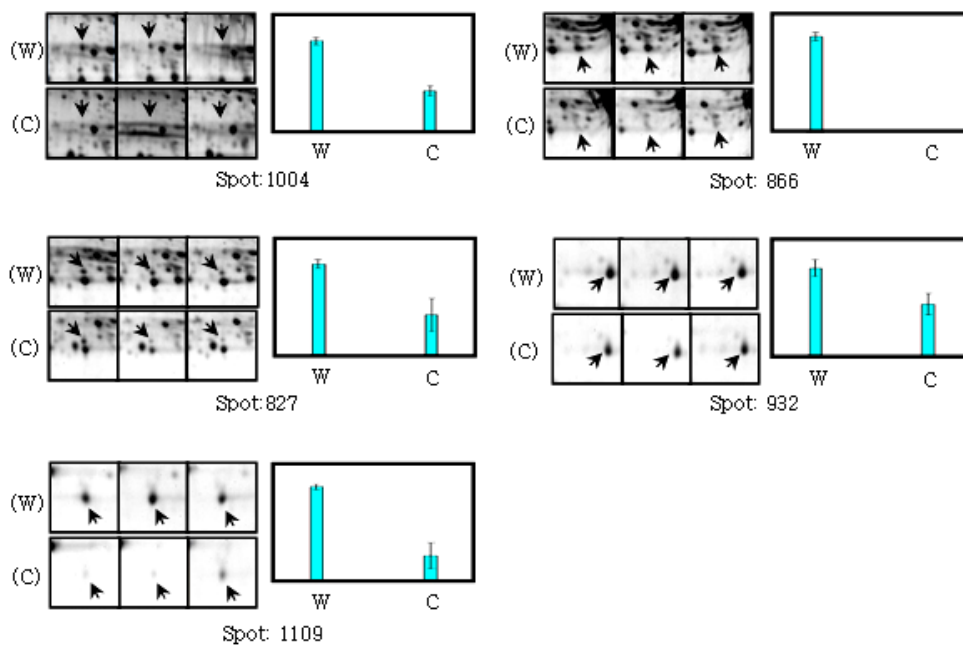 (W)
(C)
W C
Spot: 1004
(W)
(C)
W C
Spot: 866
(W)
(C)
W C
Spot:827
(W)
(C)
W C
Spot: 932
(W)
(C)
W C
Spot: 1109